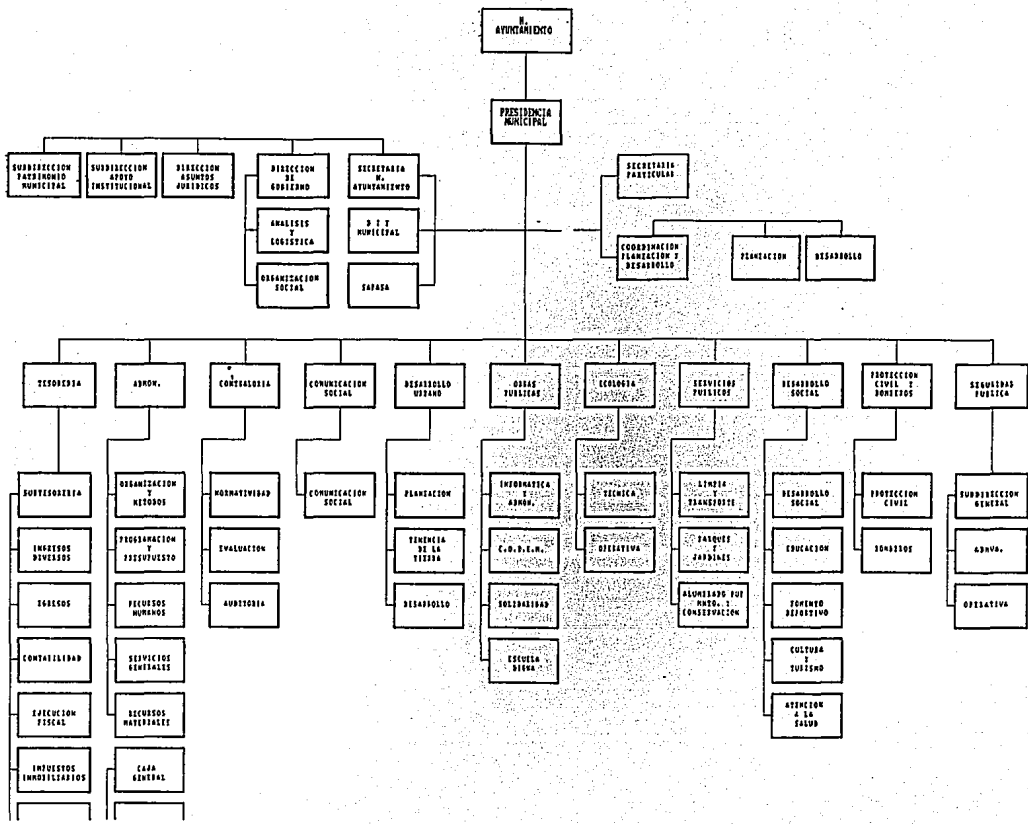 H.
AYUNTAMIENTO
PRESIDENCIA
MUNICIPAL
SUBDIRECCION
PATRIMONIO
MUNICIPAL
SUBDIRECCION
APOYO
INSTITUCIONAL
DIRECCION
ASUNTOS
JURIDICOS
DIRECCION
DE
GOBIERNO
SECRETARIA
H.
AYUNTAMIENTO
SECRETARIA
PARTICULAR
ANALISIS
Y
LOGISTICA
D I F
MUNICIPAL
COORDINACION
PLANEACION Y
DESARROLLO
PLANEACION
DESARROLLO
ORGANIZACION
SOCIAL
SAPASA
TESORERIA
ADMON.
CONTRALORIA
COMUNICACION
SOCIAL
DESARROLLO
URBANO
OBRAS
PUBLICAS
ECOLOGIA
SERVICIOS
PUBLICOS
DESARROLLO
SOCIAL
PROTECCION
CIVIL Y
BOMBEROS
SEGURIDAD
PUBLICA
SUBTESORERIA
ORGANIZACION
Y
METODOS
NORMATIVIDAD
COMUNICACION
SOCIAL
PLANEACION
INFORMATICA
Y
ADMON.
TECNICA
LIMPIA
Y
TRANSPORTE
DESARROLLO
SOCIAL
PROTECCION
CIVIL
SUBDIRECCION
GENERAL
INGRESOS
DIVERSOS
PROGRAMACION
Y
PRESUPUESTO
EVALUACION
TENENCIA
DE LA
TIERRA
C.O.D.E.M.
OPERATIVA
PARQUES
Y
JARDINES
EDUCACION
BOMBEROS
ADMVA.
EGRESOS
RECURSOS
HUMANOS
AUDITORIA
DESARROLLO
SOLIDARIDAD
ALUMBRADO PUB
MNTO. Y
CONSERVACION
FOMENTO
DEPORTIVO
OPERATIVA
CONTABILIDAD
SERVICIOS
GENERALES
ESCUELA
DIGNA
CULTURA
Y
TURISMO
EJECUCION
FISCAL
RECURSOS
MATERIALES
ATENCION
A LA
SALUD
IMPUESTOS
INMOBILIARIOS
CAJA
GENERAL